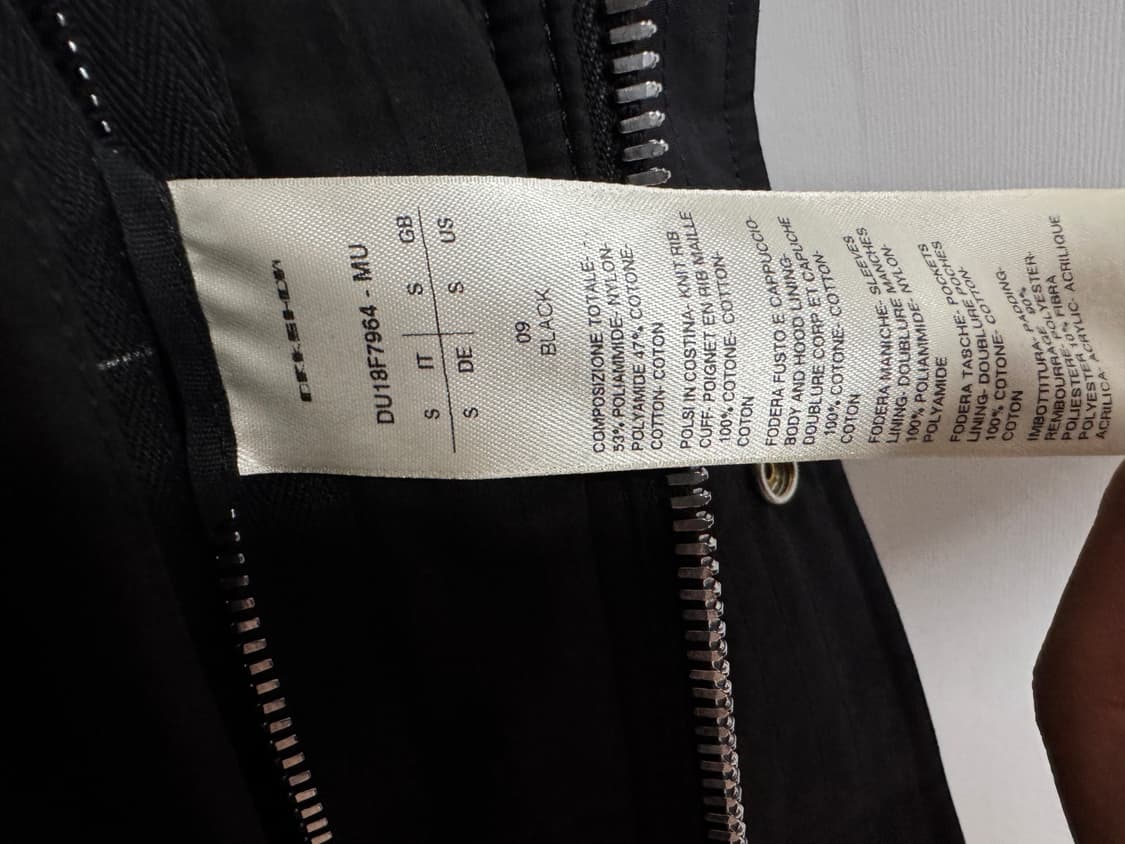 DRKSHDW
DU18F7964 - MU
S IT S GB
S DE S US
09
BLACK
COMPOSIZIONE TOTALE-
53% POLIAMMIDE- NYLON-
POLYAMIDE 47% COTONE-
COTTON- COTON
POLSI IN COSTINA- KNIT RIB
CUFF- POIGNET EN RIB MAILLE
100% COTONE- COTTON-
COTON
FODERA FUSTO E CAPPUCCIO-
BODY AND HOOD LINING-
DOUBLURE CORP ET CAPUCHE
100% COTONE- COTTON-
COTON
FODERA MANICHE- SLEEVES
LINING- DOUBLURE MANCHES
100% POLIAMIDE- NYLON-
POLYAMIDE
FODERA TASCHE- POCKETS
LINING- DOUBLURE POCHES
100% COTONE- COTTON-
COTON
IMBOTTITURA- PADDING-
REMBOURRAGE 90%
POLIESTERE- POLYESTER-
POLYESTER 10% FIBRA
ACRILICA- ACRYLIC- ACRILIQUE